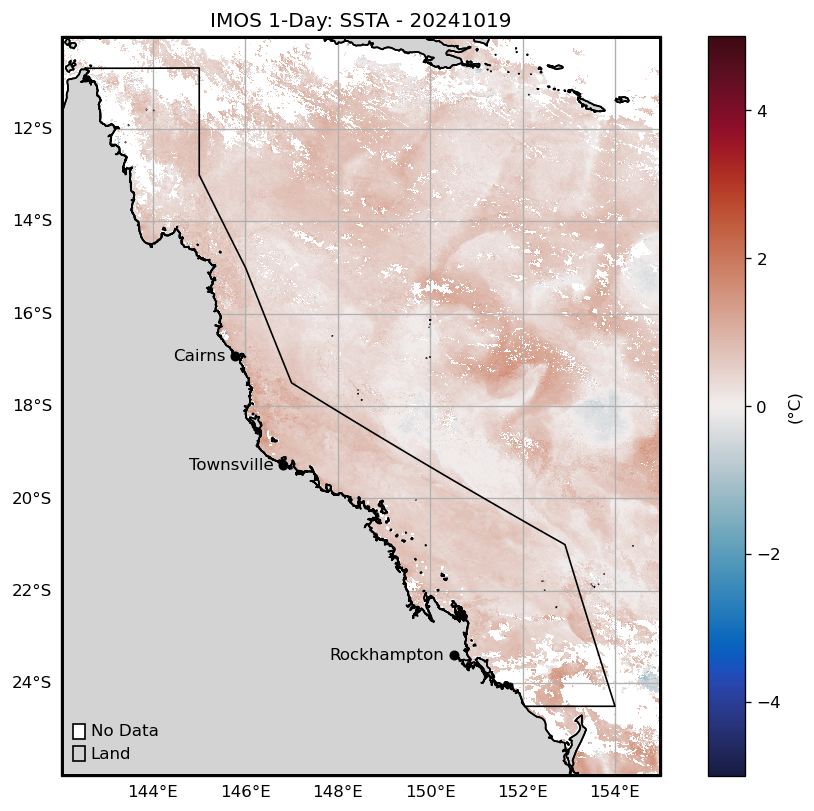 IMOS 1-Day: SSTA - 20241019
12°S
14°S
16°S
18°S
20°S
22°S
24°S
Cairns
Townsville
Rockhampton
No Data
Land
144°E 146°E 148°E 150°E 152°E 154°E
4
2
0
−2
−4
(°C)